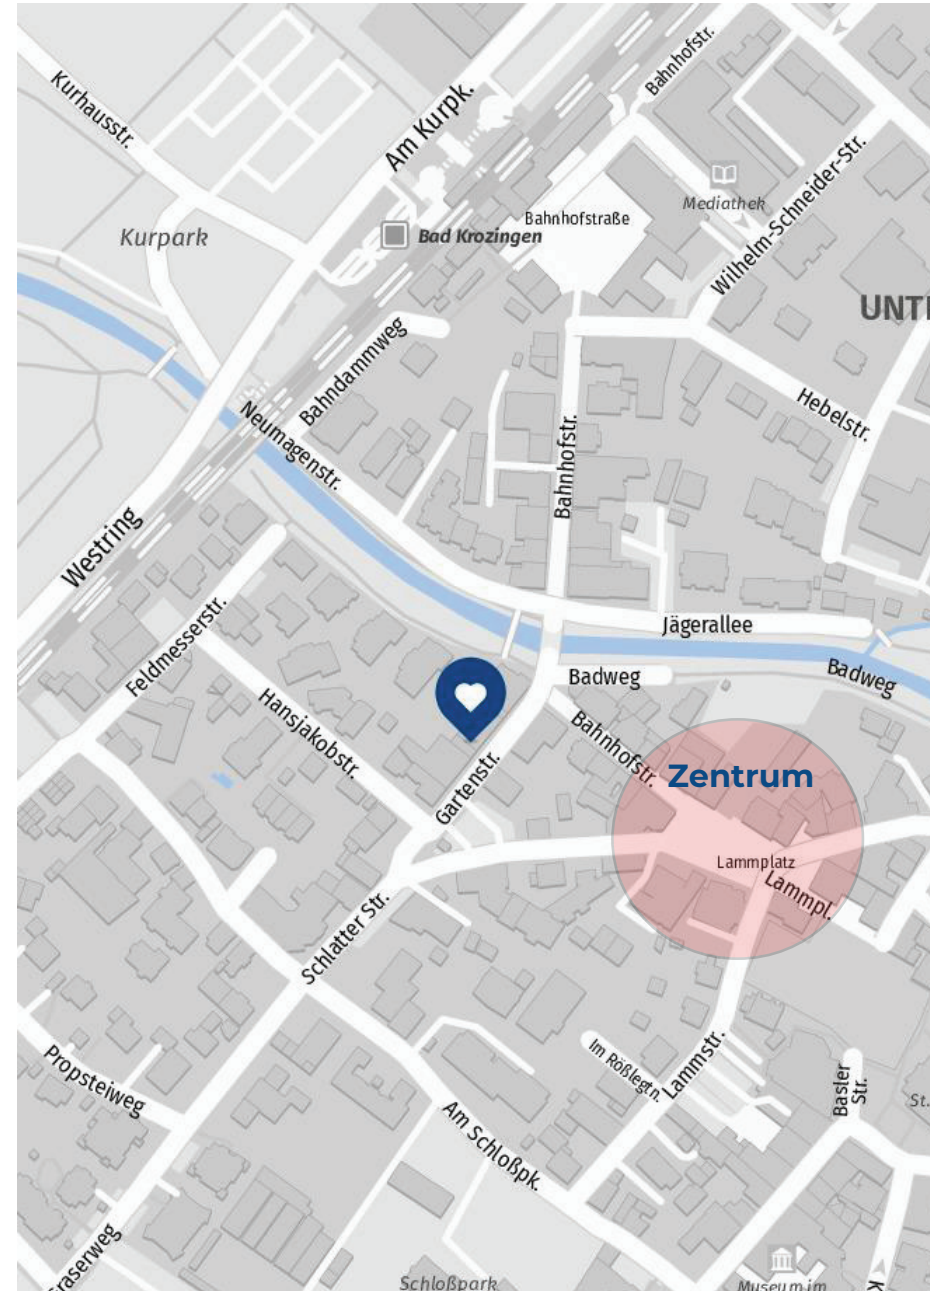 Kurhausstr.
Am Kurpk.
Bahnhofstr.
Mediathek
Wilhelm-Schneider-Str.
Kurpark
Bad Krozingen
Bahnhofstraße
UNTE
Bahndammweg
Neumagenstr.
Hebelstr.
Bahnhofstr.
Westring
Feldmesserstr.
Jägerallee
Badweg
Badweg
Hansjakobstr.
Bahnhofstr.
Zentrum
Gartenstr.
Lammplatz
Lammpl.
Schlatter Str.
Im Rößlegtn.
Lammstr.
Basler
Str.
St.
Propsteiweg
Am Schloßpk.
raserweg
Schloßpark
Museum im
K